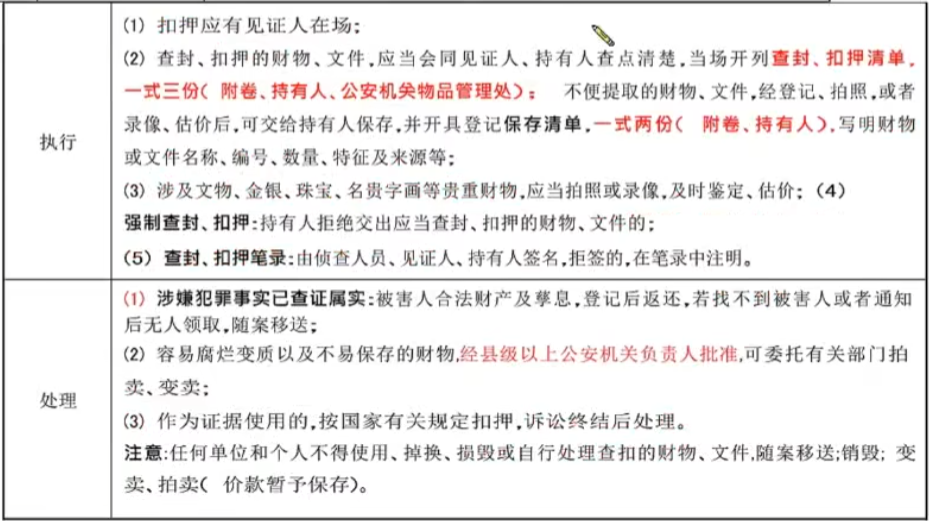 (1) 扣押应有见证人在场;
(2) 查封、扣押的财物、文件,应当会同见证人、持有人查点清楚,当场开列查封、扣押清单,
一式三份( 附卷、持有人、公安机关物品管理处); 不便提取的财物、文件,经登记、拍照,或者
执行
录像、估价后,可交给持有人保存,并开具登记保存清单,一式两份( 附卷、持有人),写明财物
或文件名称、编号、数量、特征及来源等;
(3) 涉及文物、金银、珠宝、名贵字画等贵重财物,应当拍照或录像,及时鉴定、估价; (4)
强制查封、扣押:持有人拒绝交出应当查封、扣押的财物、文件的;
(5) 查封、扣押笔录:由侦查人员、见证人、持有人签名,拒签的,在笔录中注明。
(1) 涉嫌犯罪事实已查证属实:被害人合法财产及孳息,登记后返还,若找不到被害人或者通知
后无人领取,随案移送;
(2) 容易腐烂变质以及不易保存的财物,经县级以上公安机关负责人批准,可委托有关部门拍
卖、变卖;
处理
(3) 作为证据使用的,按国家有关规定扣押,诉讼终结后处理。
注意:任何单位和个人不得使用、掉换、损毁或自行处理查扣的财物、文件,随案移送;销毁; 变
卖、拍卖( 价款暂予保存)。